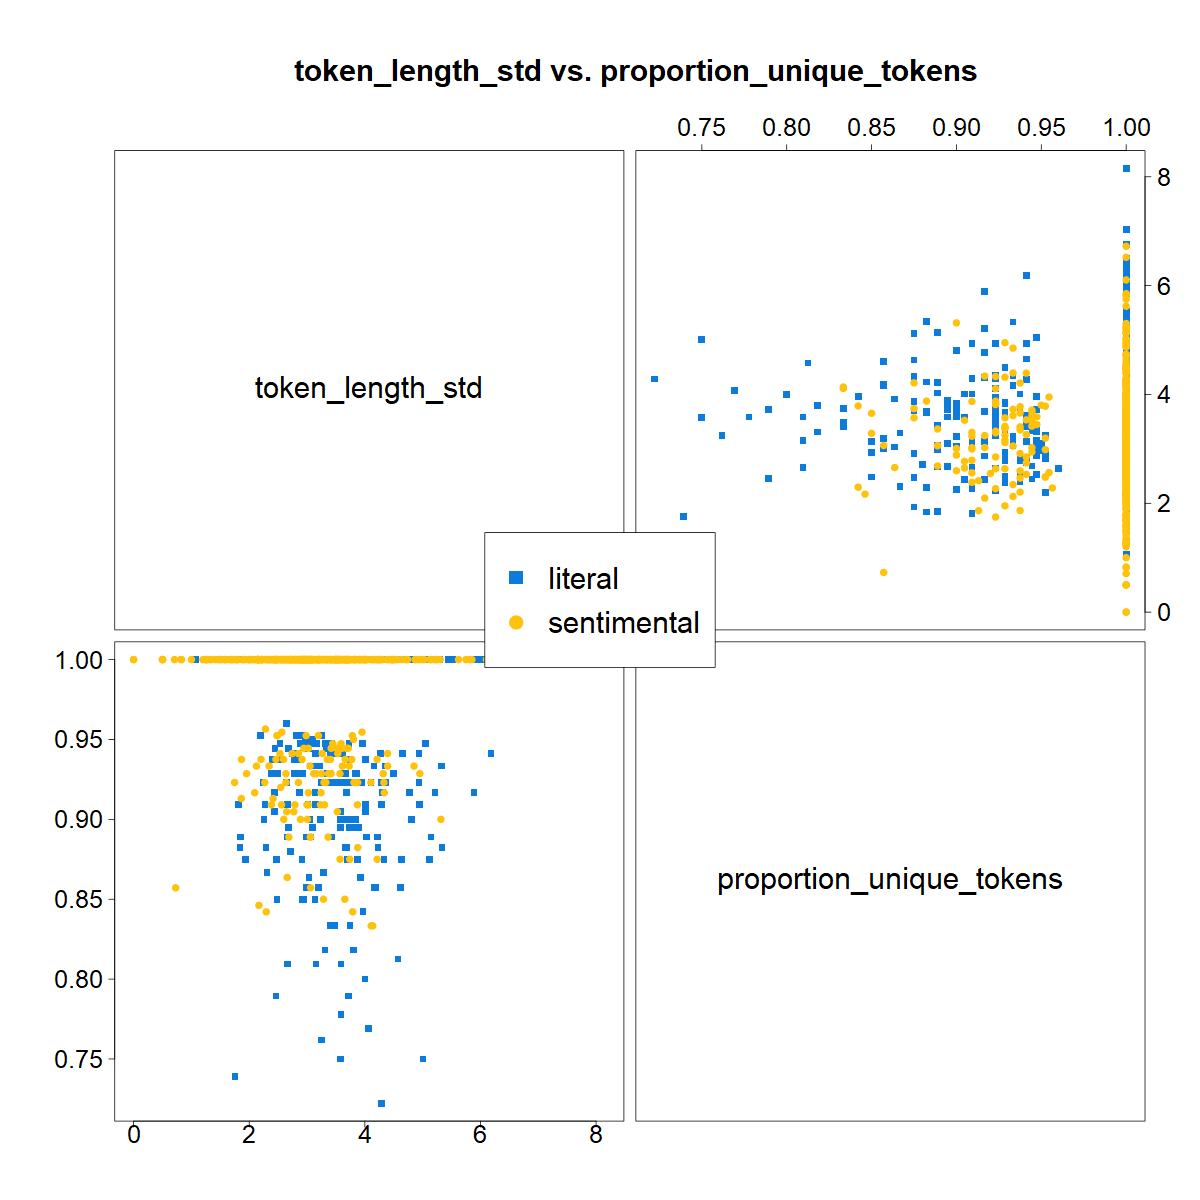 token_length_std vs. proportion_unique_tokens
0.75 0.80 0.85 0.90 0.95 1.00
8
6
token_length_std
4
2
literal
0
sentimental
1.00
0.95
0.90
proportion_unique_tokens
0.85
0.80
0.75
0 2 4 6 8